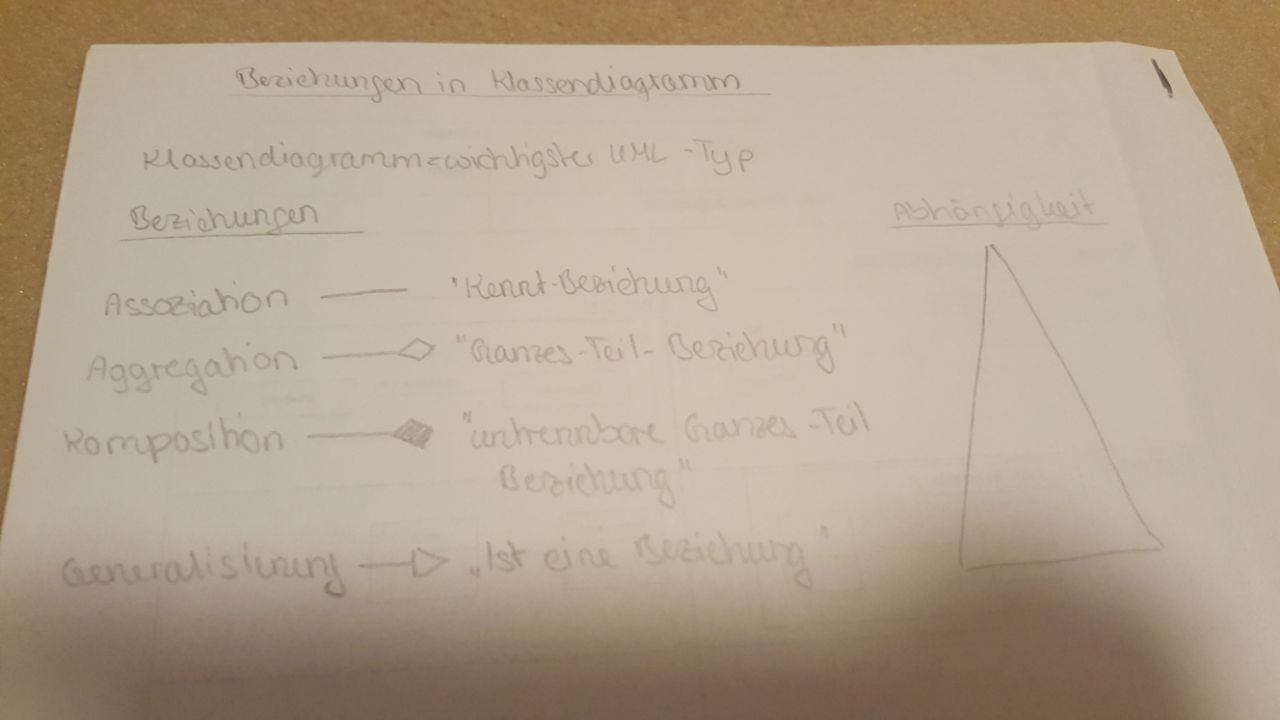 Beziehungen in Klassendiagramm
Klassendiagramm=wichtigster UML -Typ
Beziehungen
Abhängigkeit
Assoziation "Kennt-Beziehung"
Aggregation "Ganzes-Teil-Beziehung"
Komposition "untrennbare Ganzes-Teil
Beziehung"
Generalisierung „Ist eine Beziehung"